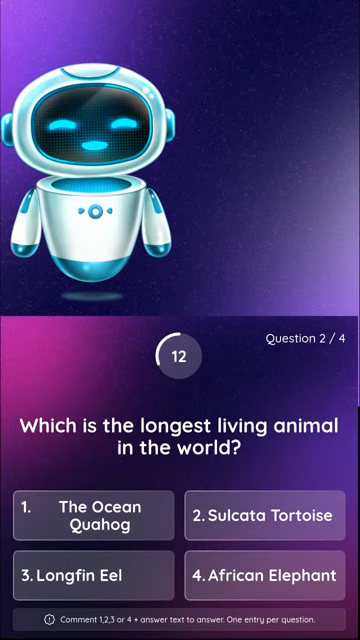 Question 2 / 4
12
Which is the longest living animal
in the world?
1. The Ocean
Quahog
2. Sulcata Tortoise
3. Longfin Eel
4. African Elephant
Comment 1,2,3 or 4 + answer text to answer. One entry per question.